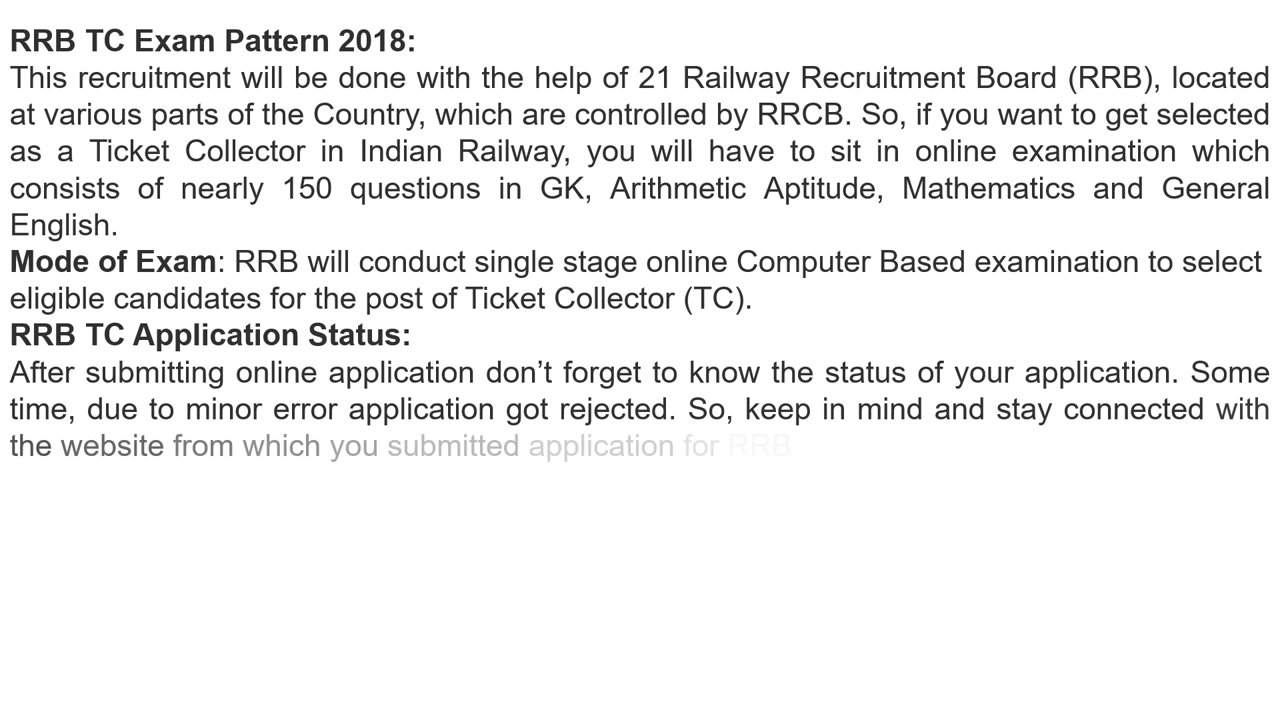 RRB TC Exam Pattern 2018:
This recruitment will be done with the help of 21 Railway Recruitment Board (RRB), located
at various parts of the Country, which are controlled by RRCB. So, if you want to get selected
as a Ticket Collector in Indian Railway, you will have to sit in online examination which
consists of nearly 150 questions in GK, Arithmetic Aptitude, Mathematics and General
English.
Mode of Exam: RRB will conduct single stage online Computer Based examination to select
eligible candidates for the post of Ticket Collector (TC).
RRB TC Application Status:
After submitting online application don’t forget to know the status of your application. Some
time, due to minor error application got rejected. So, keep in mind and stay connected with
the website from which you submitted application for RRB